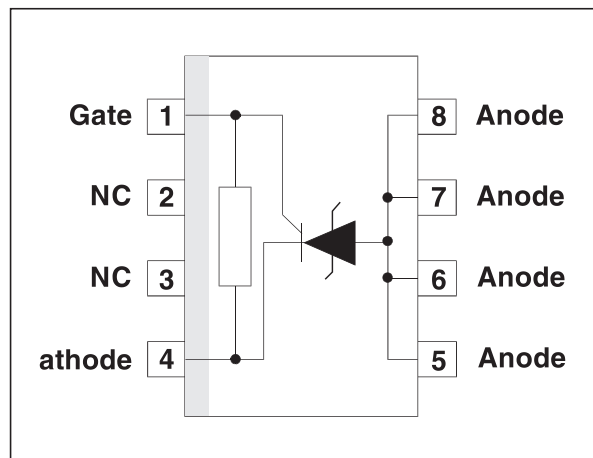 Gate 1
NC 2
NC 3
athode 4
8 Anode
7 Anode
6 Anode
5 Anode